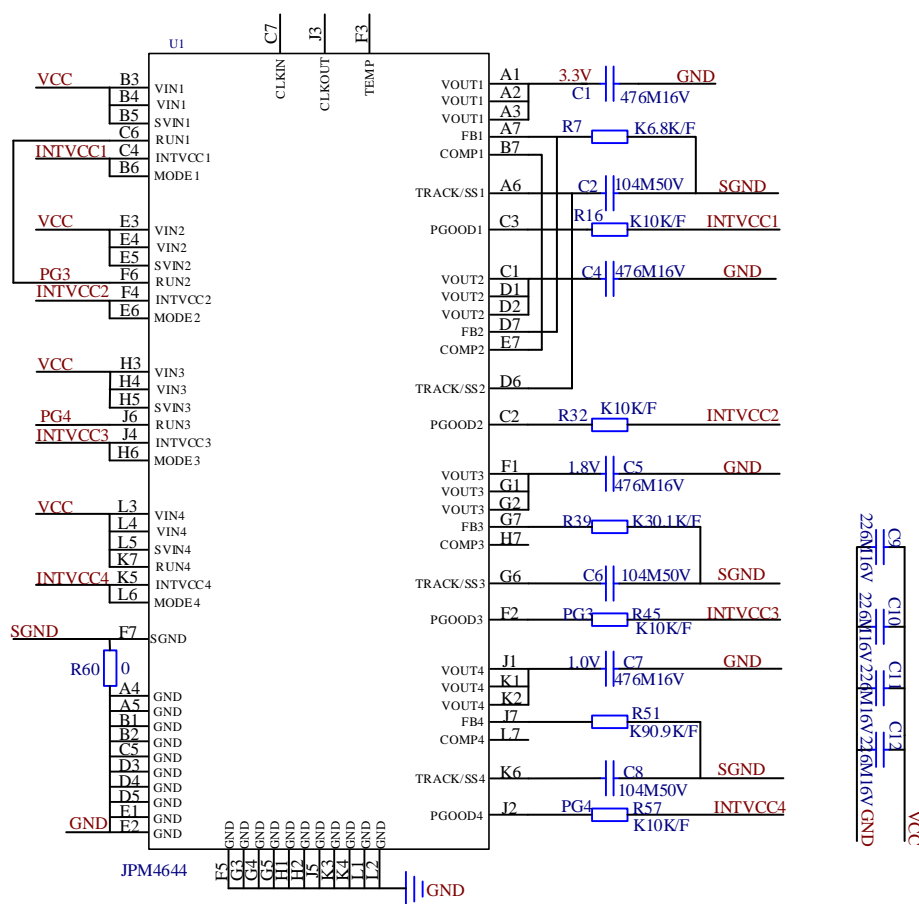 U1
C7 J3 F3
CLKIN CLKOUT TEMP
VCC B3 VIN1
B4 VIN1
B5 SVIN1
C6 RUN1
INTVCC1 C4 INTVCC1
B6 MODE1
VCC E3 VIN2
E4 VIN2
E5 SVIN2
PG3 F6 RUN2
INTVCC2 F4 INTVCC2
E6 MODE2
VCC H3 VIN3
H4 VIN3
H5 SVIN3
PG4 J6 RUN3
INTVCC3 J4 INTVCC3
H6 MODE3
VCC L3 VIN4
L4 VIN4
L5 SVIN4
K7 RUN4
INTVCC4 K5 INTVCC4
L6 MODE4
SGND F7 SGND
R60 0
A4 GND
A5 GND
B1 GND
B2 GND
C5 GND
D3 GND
D4 GND
D5 GND
E1 GND
GND E2 GND
JPM4644
VOUT1 A1 3.3V C1 476M16V GND
VOUT1 A2
VOUT1 A3
FB1 A7 R7 K6.8K/F
COMP1 B7
TRACK/SS1 A6 C2 104M50V SGND
PGOOD1 C3 R16 K10K/F INTVCC1
VOUT2 C1 C4 476M16V GND
VOUT2 D1
VOUT2 D2
FB2 D7
COMP2 E7
TRACK/SS2 D6
PGOOD2 C2 R32 K10K/F INTVCC2
VOUT3 F1 1.8V C5 476M16V GND
VOUT3 G1
VOUT3 G2
FB3 G7 R39 K30.1K/F
COMP3 H7
TRACK/SS3 G6 C6 104M50V SGND
PGOOD3 F2 PG3 R45 K10K/F INTVCC3
VOUT4 J1 1.0V C7 476M16V GND
VOUT4 K1
VOUT4 K2
FB4 J7 R51 K90.9K/F
COMP4 L7
TRACK/SS4 K6 C8 104M50V SGND
PGOOD4 J2 PG4 R57 K10K/F INTVCC4
GND GND GND GND GND GND GND GND GND GND GND
F5 G3 G4 G5 H1 H2 J5 K3 K4 L1 L2
GND
C9 226M16V
C10 226M16V
C11 226M16V
C12 226M16V
GND VCC